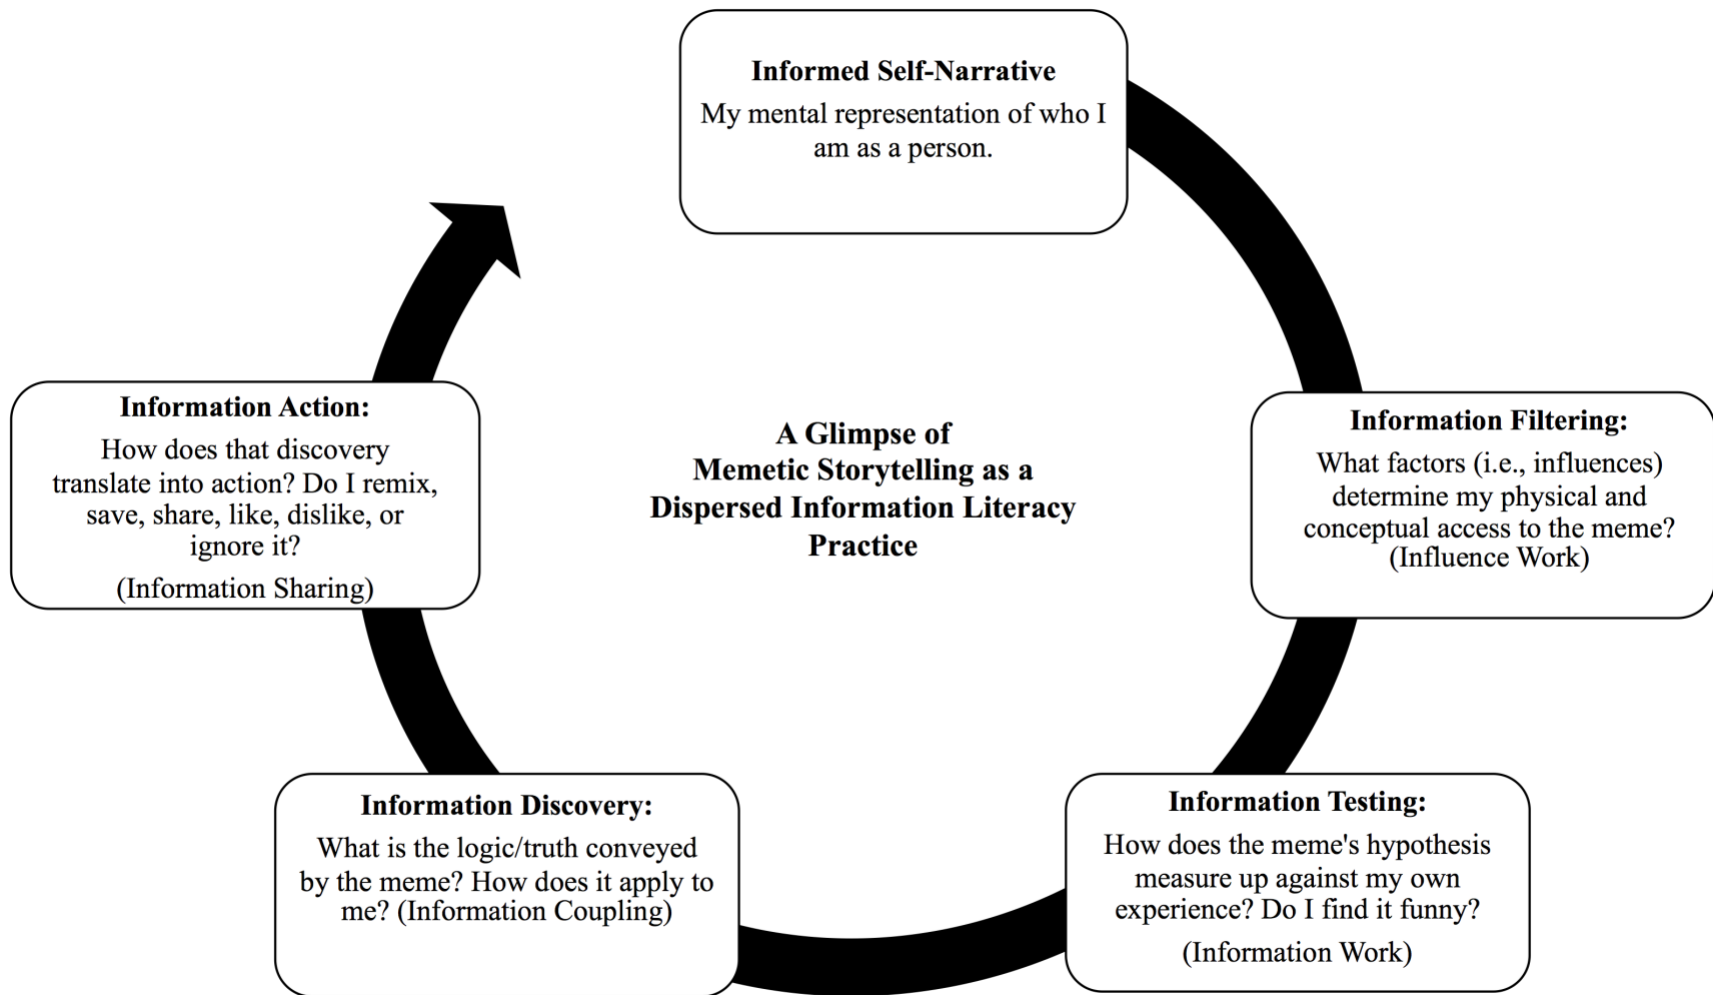 Informed Self-Narrative
My mental representation of who I
am as a person.
Information Filtering:
What factors (i.e., influences)
determine my physical and
conceptual access to the meme?
(Influence Work)
Information Testing:
How does the meme's hypothesis
measure up against my own
experience? Do I find it funny?
(Information Work)
Information Discovery:
What is the logic/truth conveyed
by the meme? How does it apply to
me? (Information Coupling)
Information Action:
How does that discovery
translate into action? Do I remix,
save, share, like, dislike, or
ignore it?
(Information Sharing)
A Glimpse of
Memetic Storytelling as a
Dispersed Information Literacy
Practice